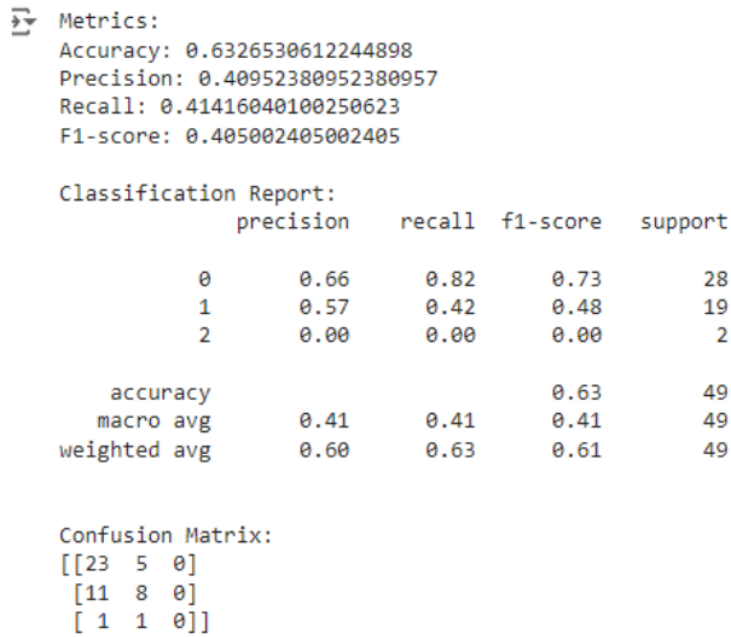 Metrics:
Accuracy: 0.6326530612244898
Precision: 0.40952380952380957
Recall: 0.41416040100250623
F1-score: 0.405002405002405
Classification Report:
precision recall f1-score support
0 0.66 0.82 0.73 28
1 0.57 0.42 0.48 19
2 0.00 0.00 0.00 2
accuracy 0.63 49
macro avg 0.41 0.41 0.41 49
weighted avg 0.60 0.63 0.61 49
Confusion Matrix:
[[23 5 0]
[11 8 0]
[ 1 1 0]]